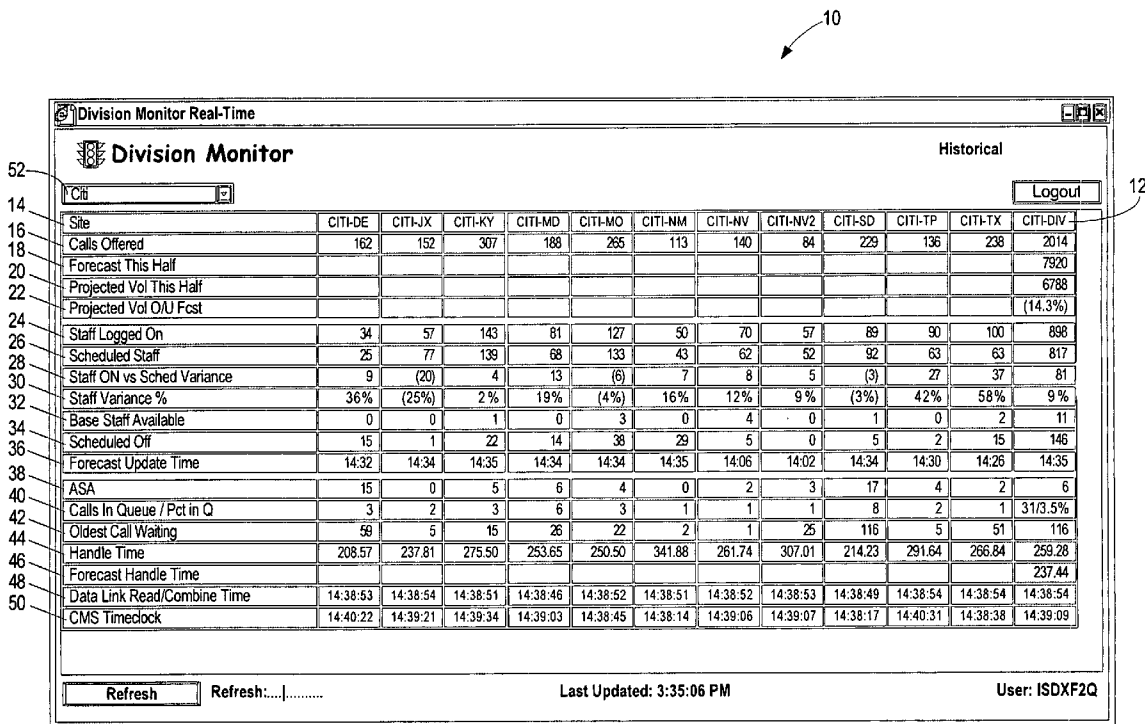 10
Division Monitor Real-Time
Division Monitor
Historical
52
Citi
Logout
12
14 Site CITI-DE CITI-JX CITI-KY CITI-MD CITI-MO CITI-NM CITI-NV CITI-NV2 CITI-SD CITI-TP CITI-TX CITI-DIV
16 Calls Offered 162 152 307 188 265 113 140 84 229 136 238 2014
18 Forecast This Half 7920
20 Projected Vol This Half 6788
22 Projected Vol O/U Fcst (14.3%)
24 Staff Logged On 34 57 143 81 127 50 70 57 89 90 100 898
26 Scheduled Staff 25 77 139 68 133 43 62 52 92 63 63 817
28 Staff ON vs Sched Variance 9 (20) 4 13 (6) 7 8 5 (3) 27 37 81
30 Staff Variance % 36% (25%) 2% 19% (4%) 16% 12% 9% (3%) 42% 58% 9%
32 Base Staff Available 0 0 1 0 3 0 4 0 1 0 2 11
34 Scheduled Off 15 1 22 14 38 29 5 0 5 2 15 146
36 Forecast Update Time 14:32 14:34 14:35 14:34 14:34 14:35 14:06 14:02 14:34 14:30 14:26 14:35
38 ASA 15 0 5 6 4 0 2 3 17 4 2 6
40 Calls In Queue / Pct in Q 3 2 3 6 3 1 1 1 8 2 1 31/3.5%
42 Oldest Call Waiting 59 5 15 26 22 2 1 25 116 5 51 116
44 Handle Time 208.57 237.81 275.50 253.65 250.50 341.88 261.74 307.01 214.23 291.64 266.84 259.28
46 Forecast Handle Time 237.44
48 Data Link Read/Combine Time 14:38:53 14:38:54 14:38:51 14:38:46 14:38:52 14:38:51 14:38:52 14:38:53 14:38:49 14:38:54 14:38:54 14:38:54
50 CMS Timeclock 14:40:22 14:39:21 14:39:34 14:39:03 14:38:45 14:38:14 14:39:06 14:39:07 14:38:17 14:40:31 14:38:38 14:39:09
Refresh Refresh:....|.......... Last Updated: 3:35:06 PM User: ISDXF2Q